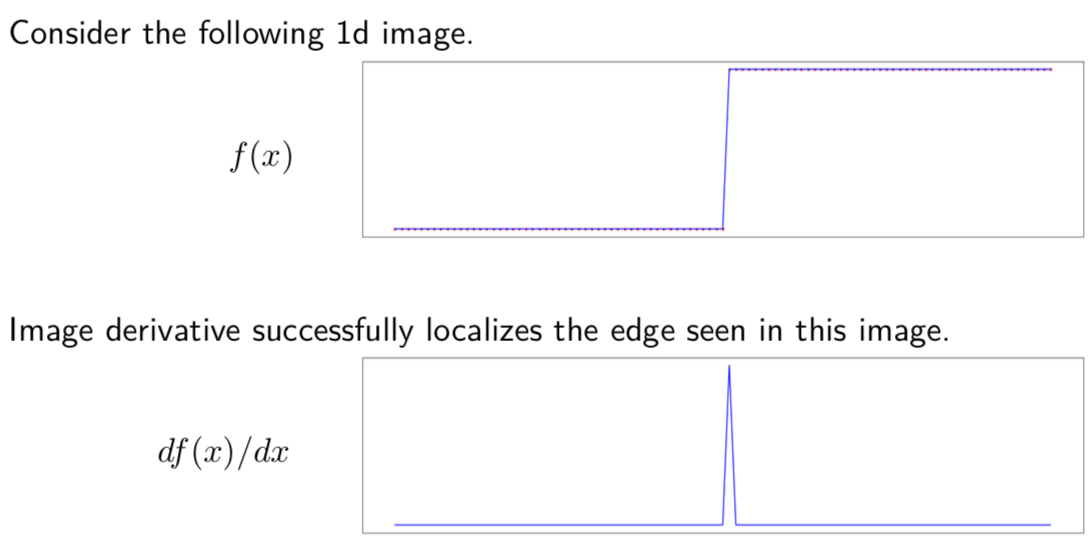 Consider the following 1d image.
f(x)
Image derivative successfully localizes the edge seen in this image.
df(x)/dx